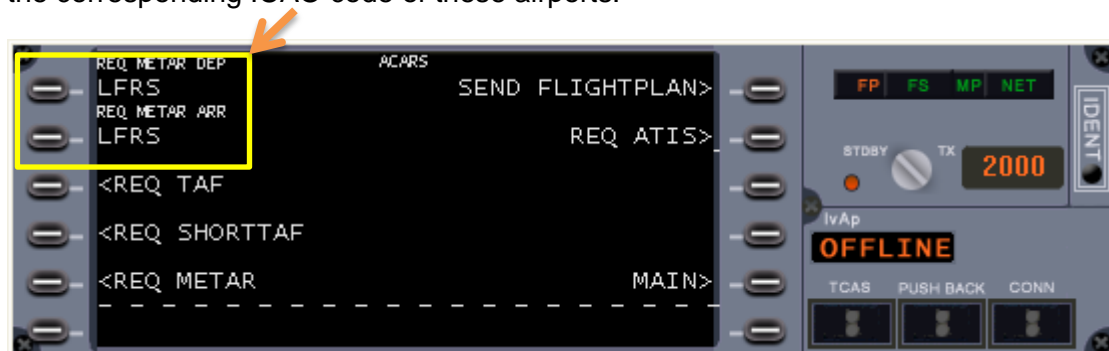 the corresponding ICAO code of these airports.
REQ METAR DEP ACARS
LFRS SEND FLIGHTPLAN>
REQ METAR ARR
LFRS REQ ATIS>
<REQ TAF
<REQ SHORTTAF
<REQ METAR MAIN>
FP FS MP NET
IDENT
STDBY TX 2000
IvAp
OFFLINE
TCAS PUSH BACK CONN